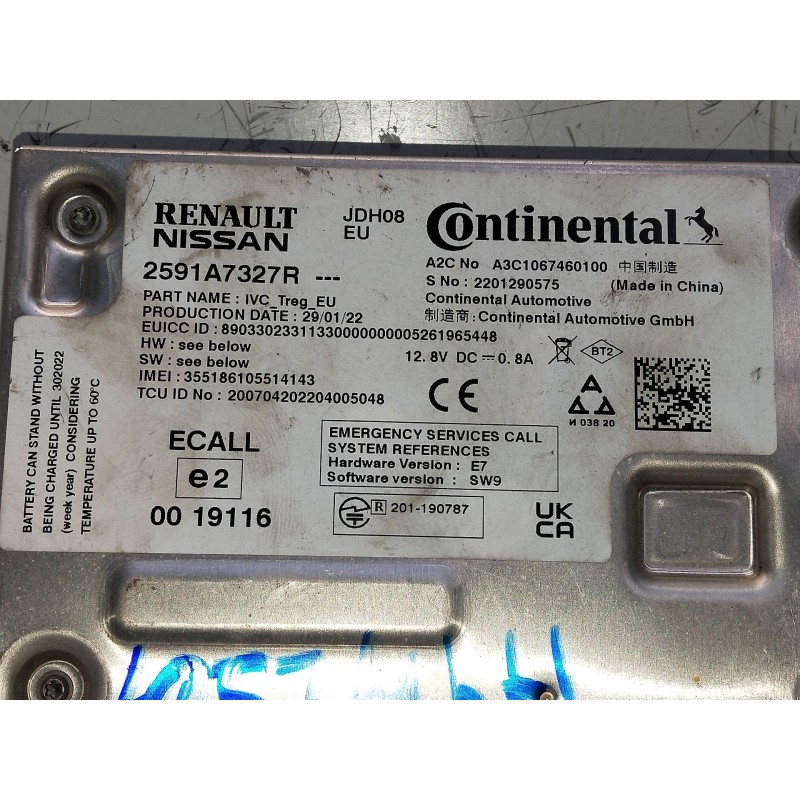 RENAULT
NISSAN
JDH08
EU
Continental
2591A7327R ---
A2C No A3C1067460100 中国制造
S No : 2201290575 (Made in China)
PART NAME : IVC_Treg_EU
Continental Automotive
PRODUCTION DATE : 29/01/22
制造商: Continental Automotive GmbH
EUICC ID : 89033023311330000000005261965448
HW : see below
12.8V DC 0.8A
BT2
SW : see below
IMEI : 355186105514143
TCU ID No : 200704202204005048
CE
И 038 20
BATTERY CAN STAND WITHOUT
BEING CHARGED UNTIL 302022
(week year) CONSIDERING
TEMPERATURE UP TO 60°C
ECALL
e2
00 19116
EMERGENCY SERVICES CALL
SYSTEM REFERENCES
Hardware Version : E7
Software version : SW9
R 201-190787
UK
CA